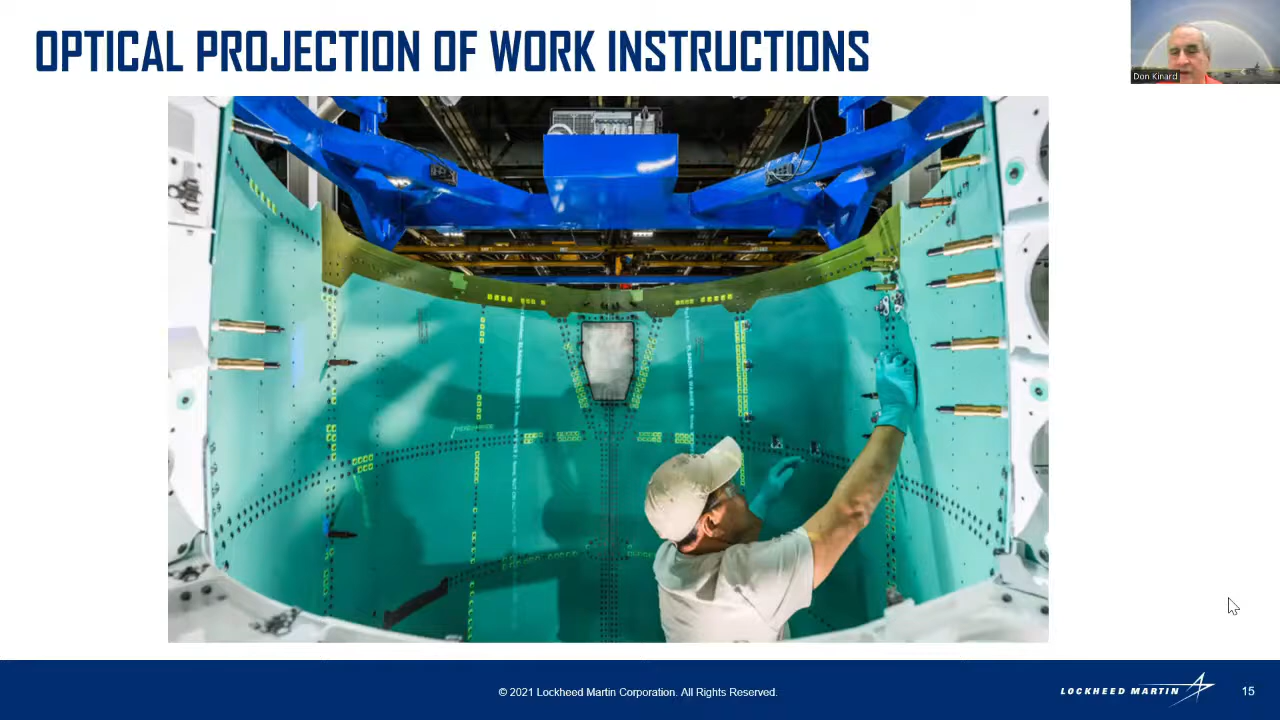 OPTICAL PROJECTION OF WORK INSTRUCTIONS
Don Kinard
© 2021 Lockheed Martin Corporation. All Rights Reserved.
LOCKHEED MARTIN
15